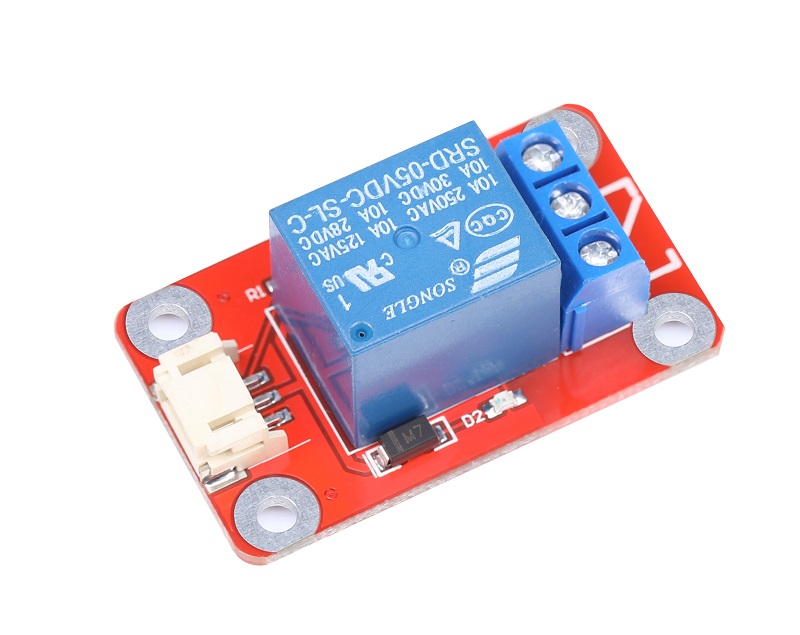 SONGLE
®
CQC
c US
1
10A 250VAC 10A 125VAC
10A 30VDC 10A 28VDC
SRD-05VDC-SL-C
R1
M7
D2